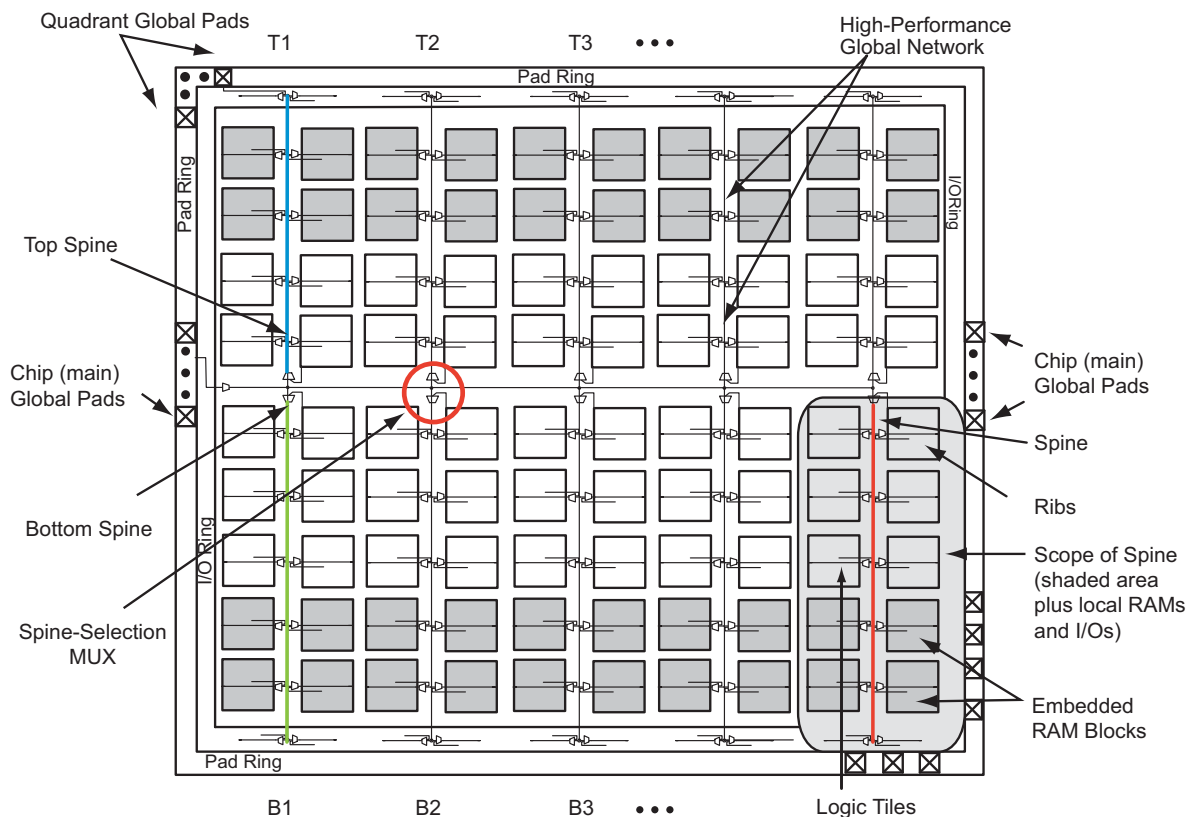 Quadrant Global Pads
T1
T2
T3
•••
High-Performance
Global Network
Pad Ring
Pad Ring
I/ORing
Top Spine
Chip (main)
Global Pads
Chip (main)
Global Pads
Spine
Bottom Spine
Ribs
I/O Ring
Scope of Spine
(shaded area
plus local RAMs
and I/Os)
Spine-Selection
MUX
Embedded
RAM Blocks
Pad Ring
B1
B2
B3
•••
Logic Tiles